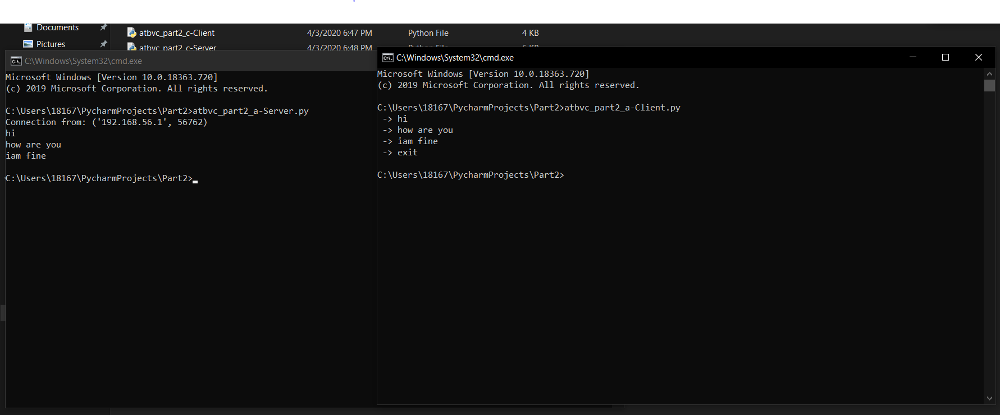 Documents
Pictures
atbvc_part2_c-Client 4/3/2020 6:47 PM Python File 4 KB
atbvc_part2_c-Server 4/3/2020 6:48 PM Python File 6 KB
C:\Windows\System32\cmd.exe
Microsoft Windows [Version 10.0.18363.720]
(c) 2019 Microsoft Corporation. All rights reserved.
C:\Users\18167\PycharmProjects\Part2>atbvc_part2_a-Server.py
Connection from: ('192.168.56.1', 56762)
hi
how are you
iam fine
C:\Users\18167\PycharmProjects\Part2>
C:\Windows\System32\cmd.exe
Microsoft Windows [Version 10.0.18363.720]
(c) 2019 Microsoft Corporation. All rights reserved.
C:\Users\18167\PycharmProjects\Part2>atbvc_part2_a-Client.py
-> hi
-> how are you
-> iam fine
-> exit
C:\Users\18167\PycharmProjects\Part2>